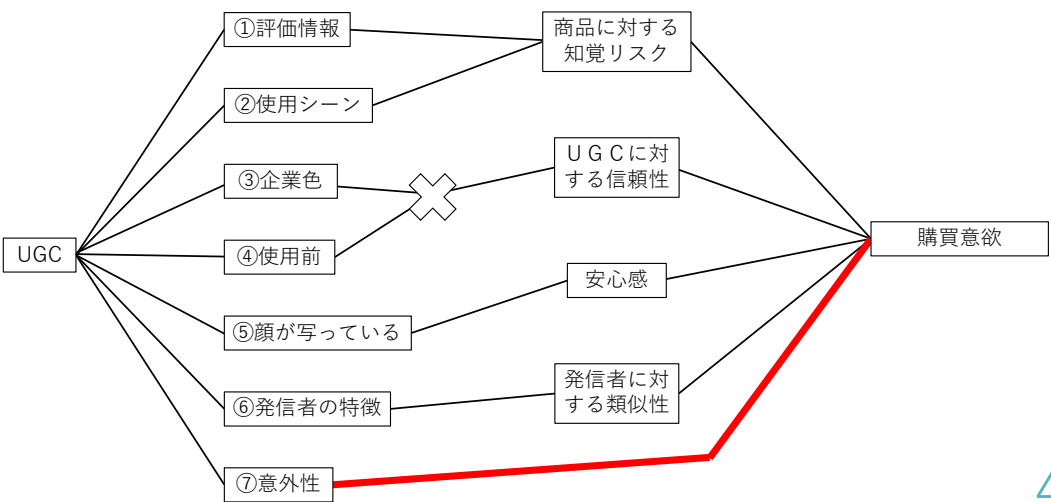 UGC
①評価情報
②使用シーン
③企業色
④使用前
⑤顔が写っている
⑥発信者の特徴
⑦意外性
商品に対する
知覚リスク
ＵＧＣに対
する信頼性
安心感
発信者に対
する類似性
購買意欲